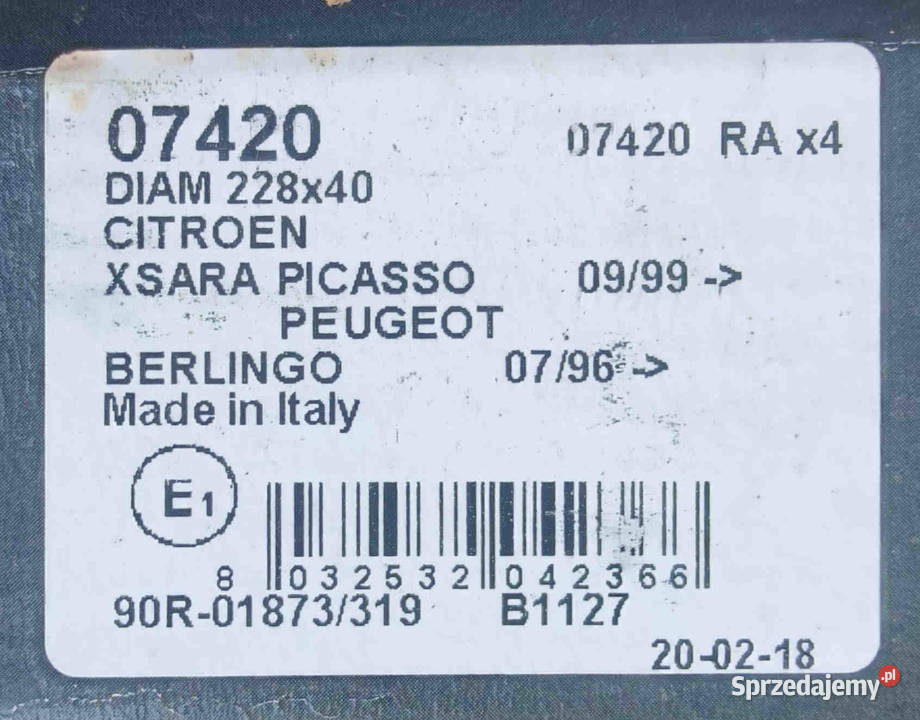 07420
07420 RA x4
DIAM 228x40
CITROEN
XSARA PICASSO 09/99 ->
PEUGEOT
BERLINGO 07/96 ->
Made in Italy
E1
8 032532 042366
90R-01873/319 B1127
20-02-18
Sprzedajemy.pl